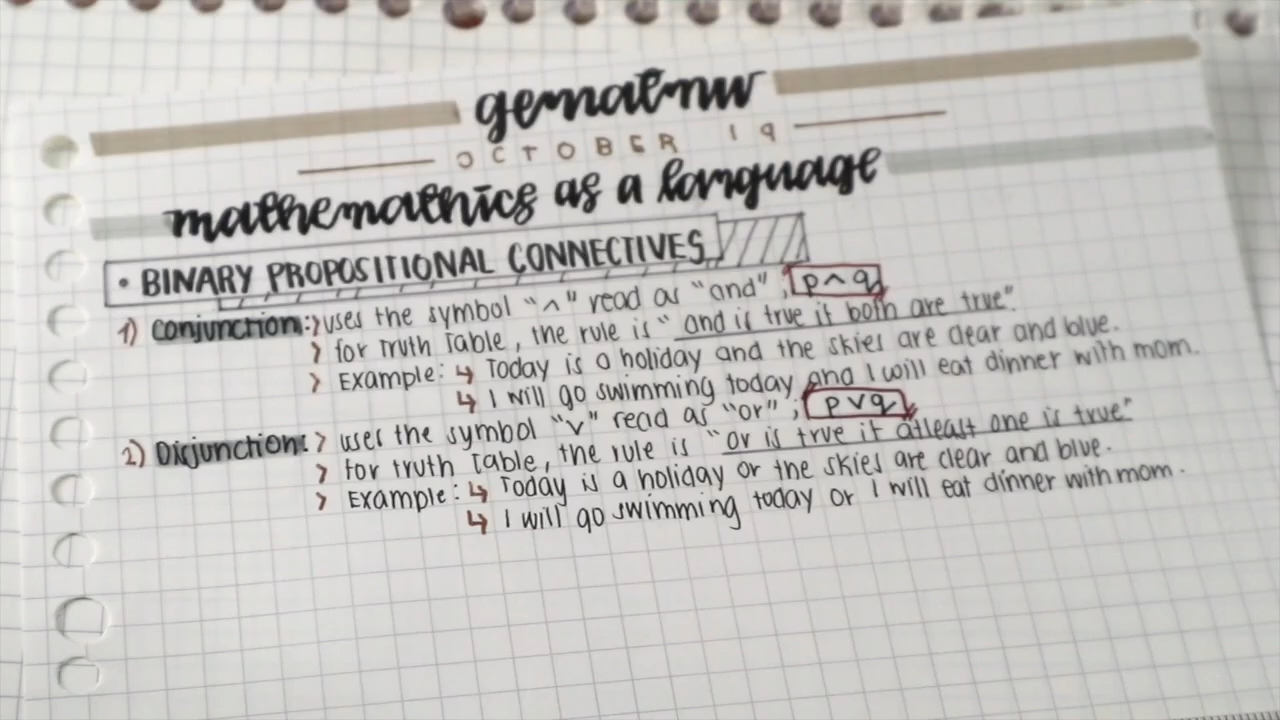 gematmw
OCTOBER 19
mathemathics as a language
• BINARY PROPOSITIONAL CONNECTIVES
1) Conjunction: > uses the symbol "^" read as "and" ; p ^ q
> for Truth Table, the rule is "and is true if both are true".
> Example: ↳ Today is a holiday and the skies are clear and blue.
↳ I will go swimming today and I will eat dinner with mom.
2) Disjunction: > uses the symbol "v" read as "or" ; p v q
> for truth Table, the rule is "or is true if atleast one is true"
> Example: ↳ Today is a holiday or the skies are clear and blue.
↳ I will go swimming today or I will eat dinner with mom.